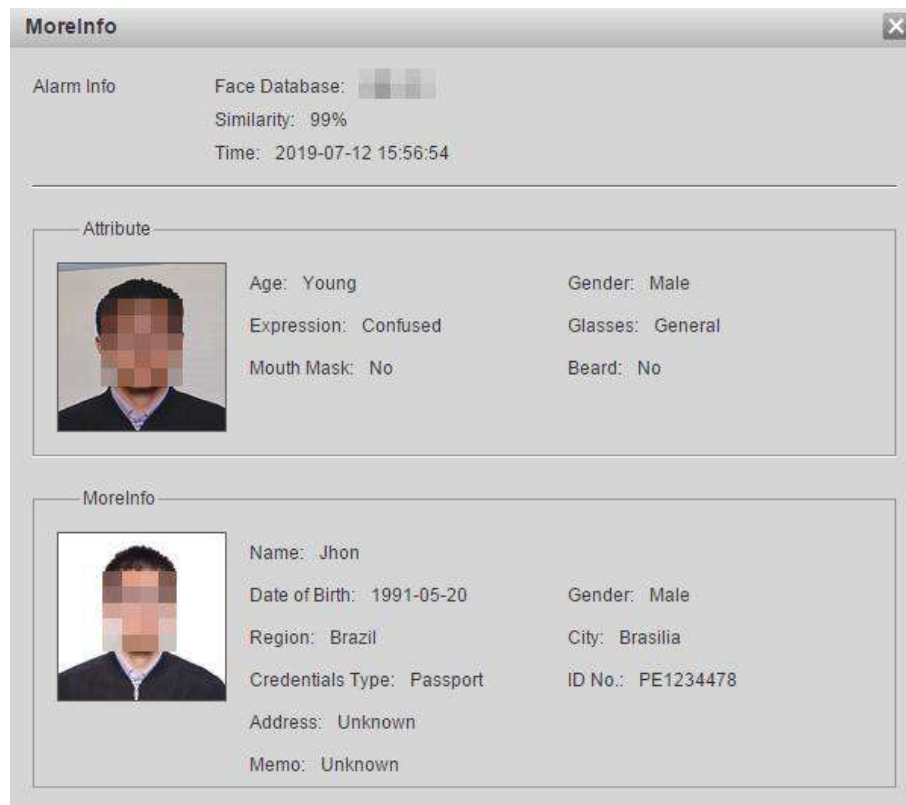 MoreInfo
Alarm Info Face Database:
Similarity: 99%
Time: 2019-07-12 15:56:54
Attribute
Age: Young Gender: Male
Expression: Confused Glasses: General
Mouth Mask: No Beard: No
MoreInfo
Name: Jhon
Date of Birth: 1991-05-20 Gender: Male
Region: Brazil City: Brasilia
Credentials Type: Passport ID No.: PE1234478
Address: Unknown
Memo: Unknown